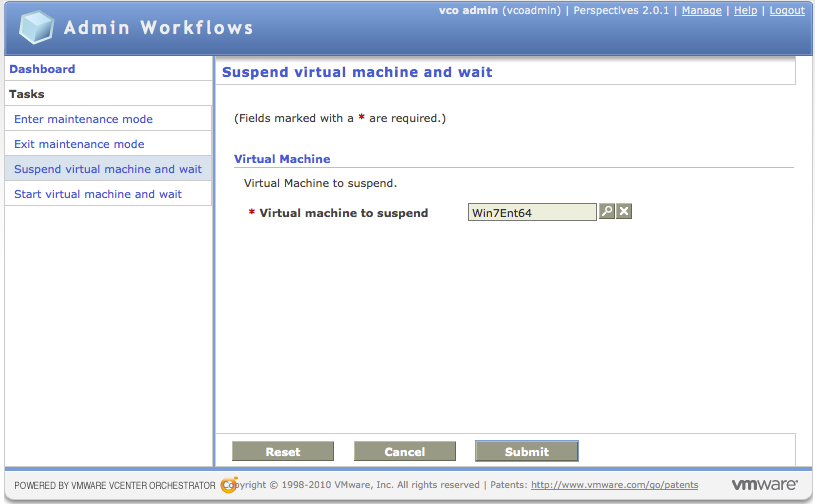 Admin Workflows
vco admin (vcoadmin) | Perspectives 2.0.1 | Manage | Help | Logout
Dashboard
Tasks
Enter maintenance mode
Exit maintenance mode
Suspend virtual machine and wait
Start virtual machine and wait
Suspend virtual machine and wait
(Fields marked with a * are required.)
Virtual Machine
Virtual Machine to suspend.
* Virtual machine to suspend Win7Ent64
Reset Cancel Submit
POWERED BY VMWARE VCENTER ORCHESTRATOR Copyright © 1998-2010 VMware, Inc. All rights reserved | Patents: http://www.vmware.com/go/patents vmware®